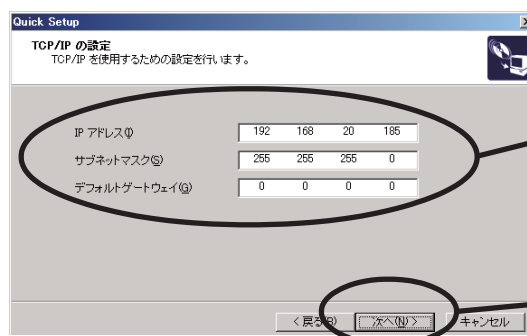 Quick Setup
TCP/IP の設定
TCP/IP を使用するための設定を行います。
IP アドレス(I) 192 168 20 185
サブネットマスク(S) 255 255 255 0
デフォルトゲートウェイ(G) 0 0 0 0
< 戻る(B) 次へ(N) > キャンセル